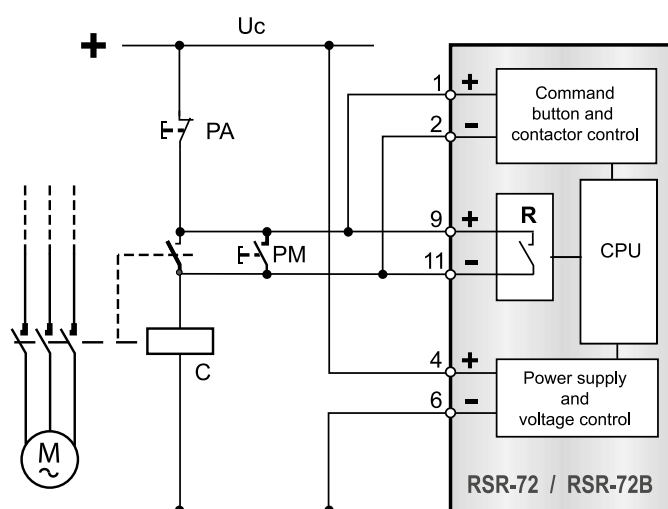 Uc
+
1 +
2 -
Command
button and
contactor control
PA
9 +
R
PM
11 -
CPU
C
4 +
6 -
Power supply
and
voltage control
M
~
RSR-72 / RSR-72B